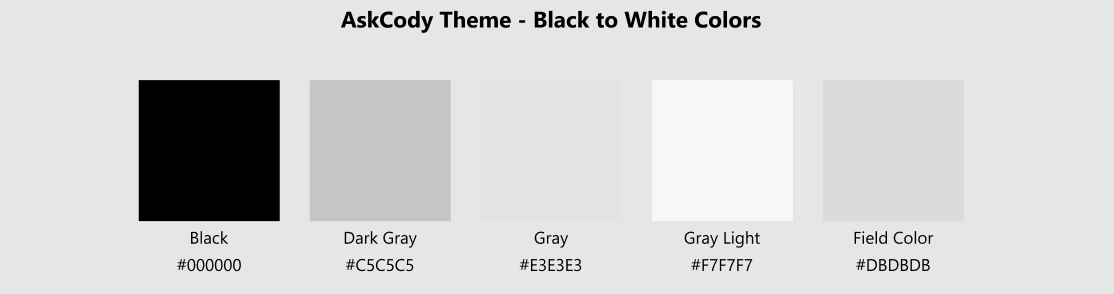 AskCody Theme - Black to White Colors
Black Dark Gray Gray Gray Light Field Color
#000000 #C5C5C5 #E3E3E3 #F7F7F7 #DBDBDB